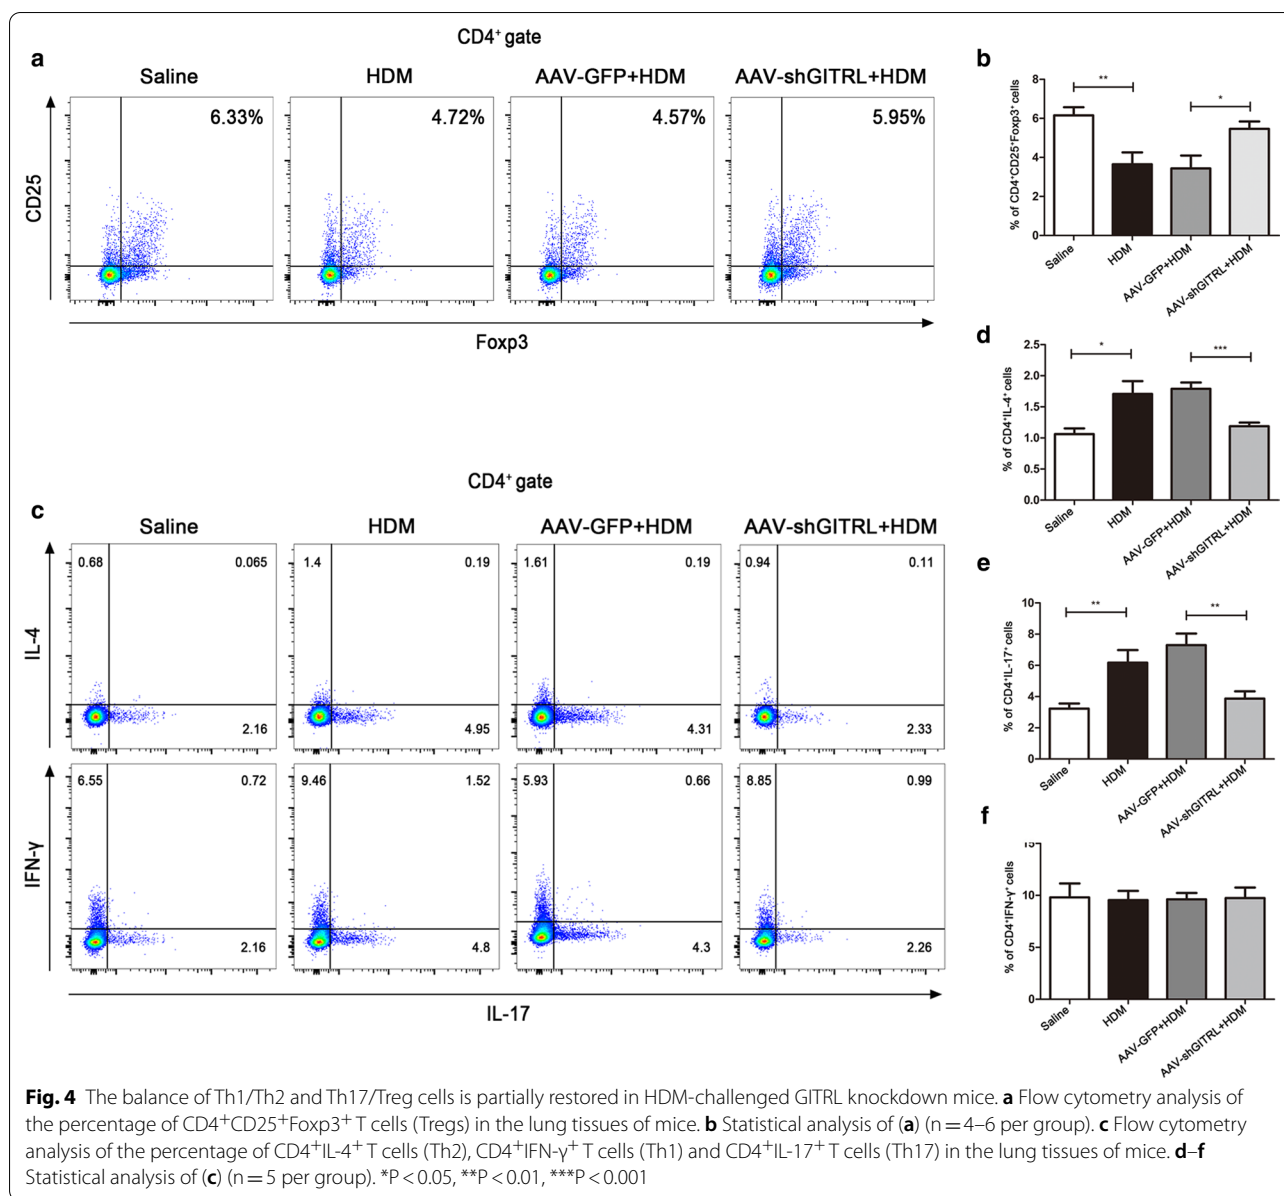 CD4⁺ gate
a
Saline
HDM
AAV-GFP+HDM
AAV-shGITRL+HDM
6.33%
4.72%
4.57%
5.95%
CD25
Foxp3
b
% of CD4⁺CD25⁺Foxp3⁺ cells
8
6
4
2
0
**
*
Saline
HDM
AAV-GFP+HDM
AAV-shGITRL+HDM
d
% of CD4⁺IL-4⁺ cells
2.5
2.0
1.5
1.0
0.5
0.0
*
***
Saline
HDM
AAV-GFP+HDM
AAV-shGITRL+HDM
CD4⁺ gate
c
Saline
HDM
AAV-GFP+HDM
AAV-shGITRL+HDM
IL-4
0.68
0.065
2.16
1.4
0.19
4.95
1.61
0.19
4.31
0.94
0.11
2.33
IFN-γ
6.55
0.72
2.16
9.46
1.52
4.8
5.93
0.66
4.3
8.85
0.99
2.26
IL-17
e
% of CD4⁺IL-17⁺ cells
10
8
6
4
2
0
**
**
Saline
HDM
AAV-GFP+HDM
AAV-shGITRL+HDM
f
% of CD4⁺IFN-γ⁺ cells
15
10
5
0
Saline
HDM
AAV-GFP+HDM
AAV-shGITRL+HDM
Fig. 4 The balance of Th1/Th2 and Th17/Treg cells is partially restored in HDM-challenged GITRL knockdown mice. a Flow cytometry analysis of
the percentage of CD4⁺CD25⁺Foxp3⁺ T cells (Tregs) in the lung tissues of mice. b Statistical analysis of (a) (n = 4–6 per group). c Flow cytometry
analysis of the percentage of CD4⁺IL-4⁺ T cells (Th2), CD4⁺IFN-γ⁺ T cells (Th1) and CD4⁺IL-17⁺ T cells (Th17) in the lung tissues of mice. d–f
Statistical analysis of (c) (n = 5 per group). *P < 0.05, **P < 0.01, ***P < 0.001